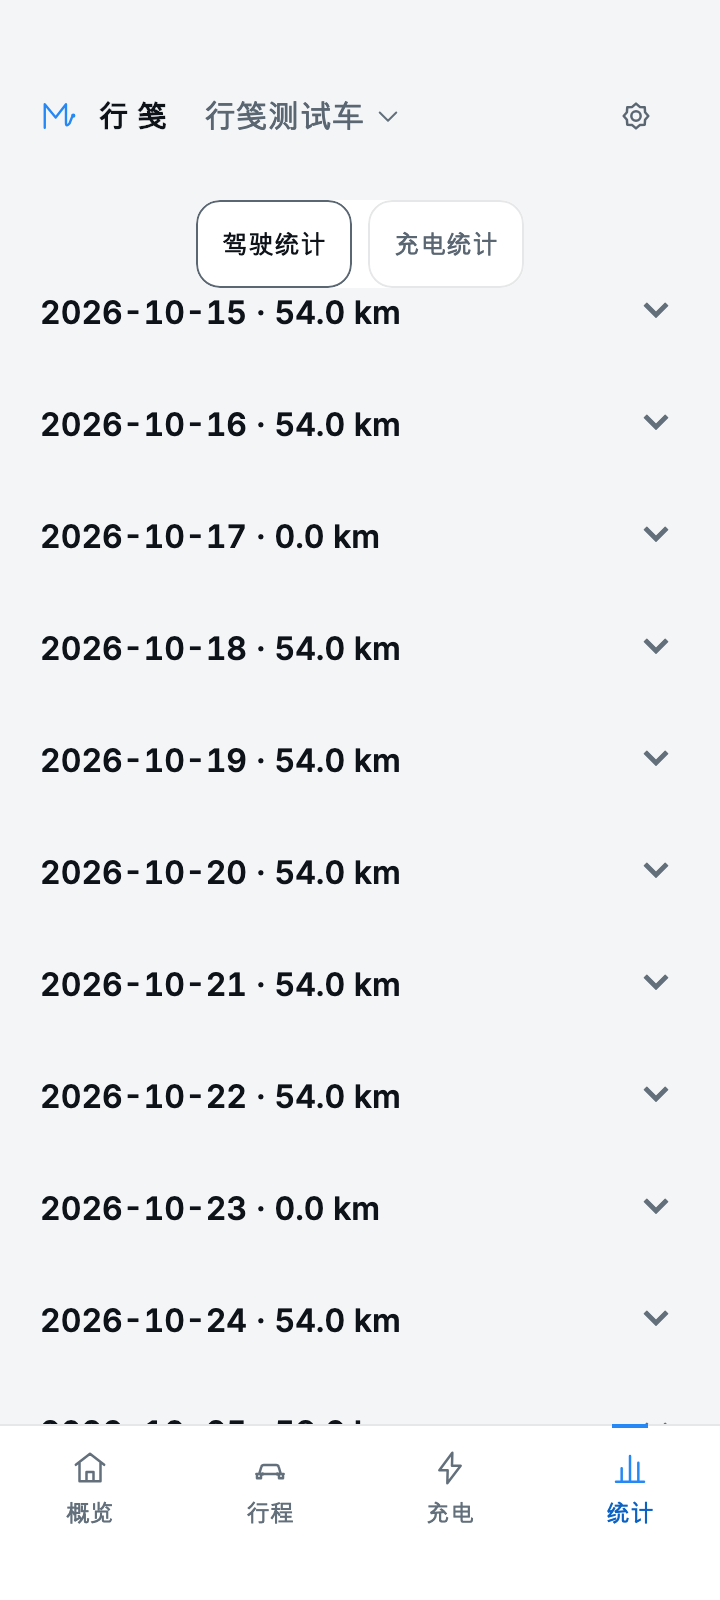 行笺 行笺测试车
驾驶统计 充电统计
2026-10-15 · 54.0 km
2026-10-16 · 54.0 km
2026-10-17 · 0.0 km
2026-10-18 · 54.0 km
2026-10-19 · 54.0 km
2026-10-20 · 54.0 km
2026-10-21 · 54.0 km
2026-10-22 · 54.0 km
2026-10-23 · 0.0 km
2026-10-24 · 54.0 km
概览 行程 充电 统计